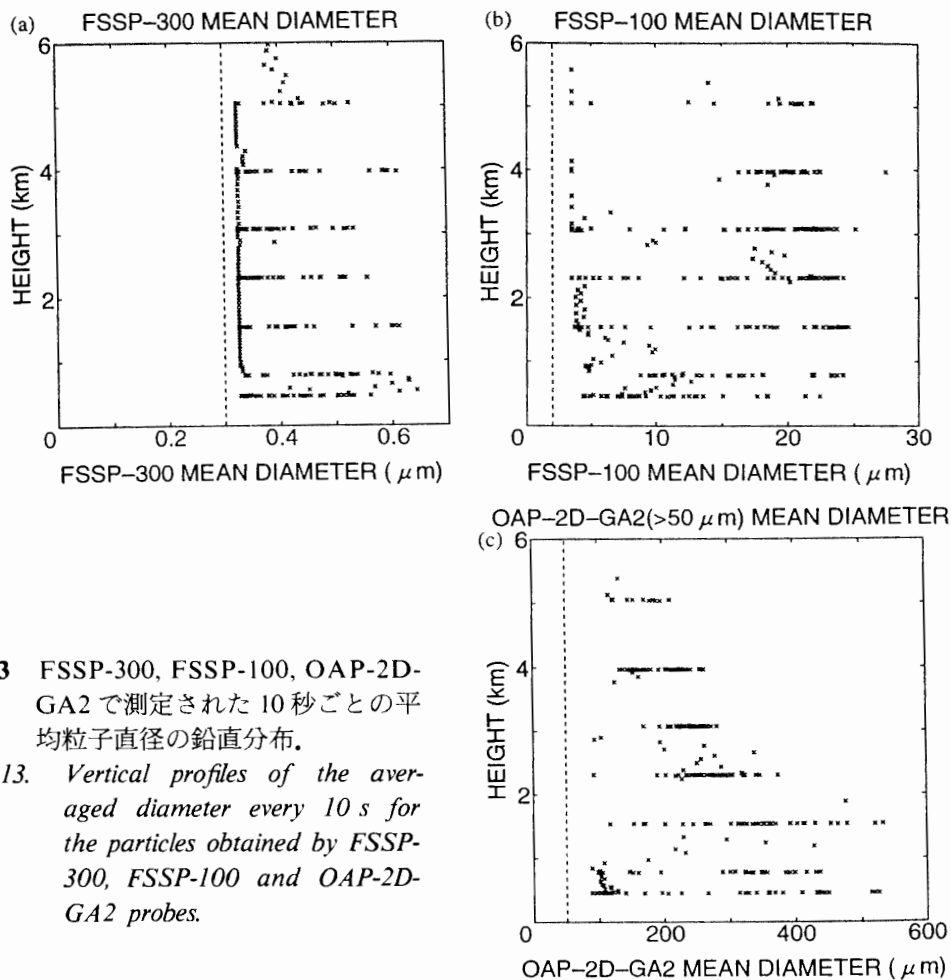 (a) FSSP-300 MEAN DIAMETER
6
4
2
HEIGHT (km)
0 0.2 0.4 0.6
FSSP-300 MEAN DIAMETER ( μm)
(b) FSSP-100 MEAN DIAMETER
6
4
2
HEIGHT (km)
0 10 20 30
FSSP-100 MEAN DIAMETER ( μm)
OAP-2D-GA2(>50 μm) MEAN DIAMETER
(c)
6
4
2
HEIGHT (km)
0 200 400 600
OAP-2D-GA2 MEAN DIAMETER ( μm)
3 FSSP-300, FSSP-100, OAP-2D-
GA2 で測定された 10 秒ごとの平
均粒子直径の鉛直分布.
13. Vertical profiles of the aver-
aged diameter every 10 s for
the particles obtained by FSSP-
300, FSSP-100 and OAP-2D-
GA2 probes.